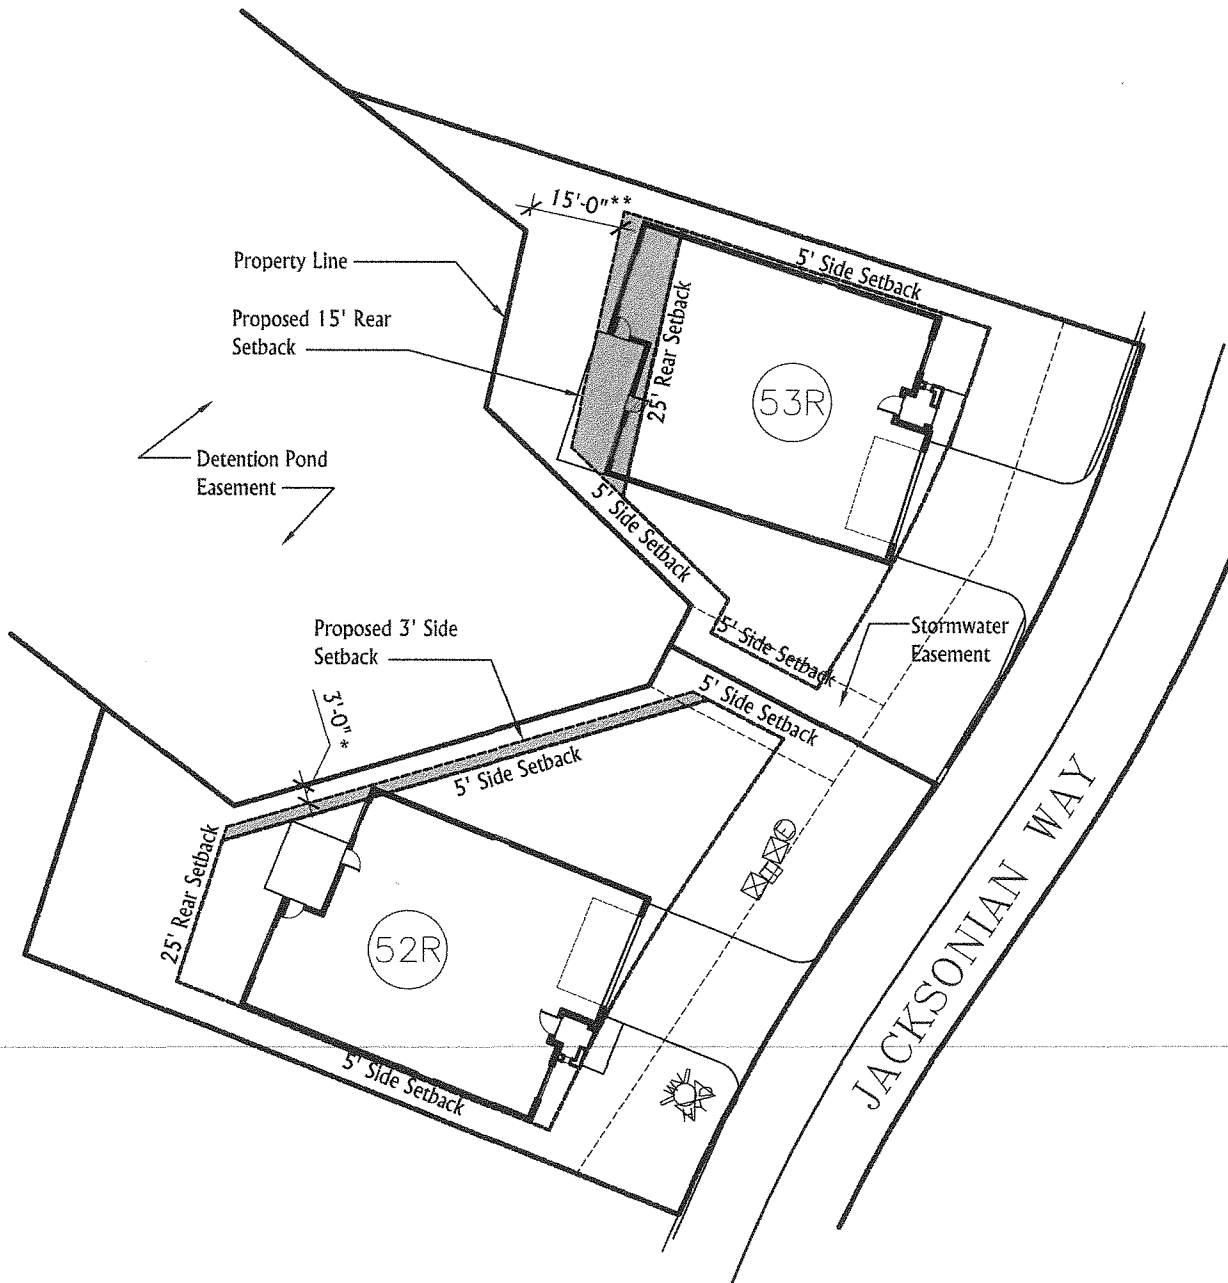 15'-0"**
Property Line
5' Side Setback
Proposed 15' Rear
Setback
25' Rear Setback
53R
Detention Pond
Easement
5' Side Setback
Proposed 3' Side
Setback
5' Side Setback
Stormwater
Easement
5' Side Setback
3'-0" *
5' Side Setback
25' Rear Setback
52R
E
JACKSONIAN WAY
5' Side Setback